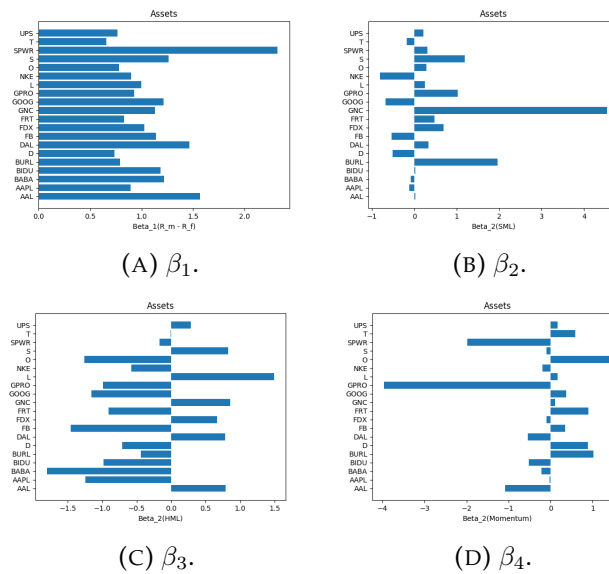 Assets
UPS
T
SPWR
S
O
NKE
L
GPRO
GOOG
GNC
FRT
FDX
FB
DAL
D
BURL
BIDU
BABA
AAPL
AAL
0.0 0.5 1.0 1.5 2.0
Beta_1(R_m - R_f)
(A) β1.
Assets
UPS
T
SPWR
S
O
NKE
L
GPRO
GOOG
GNC
FRT
FDX
FB
DAL
D
BURL
BIDU
BABA
AAPL
AAL
−1 0 1 2 3 4
Beta_2(SML)
(B) β2.
Assets
UPS
T
SPWR
S
O
NKE
L
GPRO
GOOG
GNC
FRT
FDX
FB
DAL
D
BURL
BIDU
BABA
AAPL
AAL
−1.5 −1.0 −0.5 0.0 0.5 1.0 1.5
Beta_2(HML)
(C) β3.
Assets
UPS
T
SPWR
S
O
NKE
L
GPRO
GOOG
GNC
FRT
FDX
FB
DAL
D
BURL
BIDU
BABA
AAPL
AAL
−4 −3 −2 −1 0 1
Beta_2(Momentum)
(D) β4.